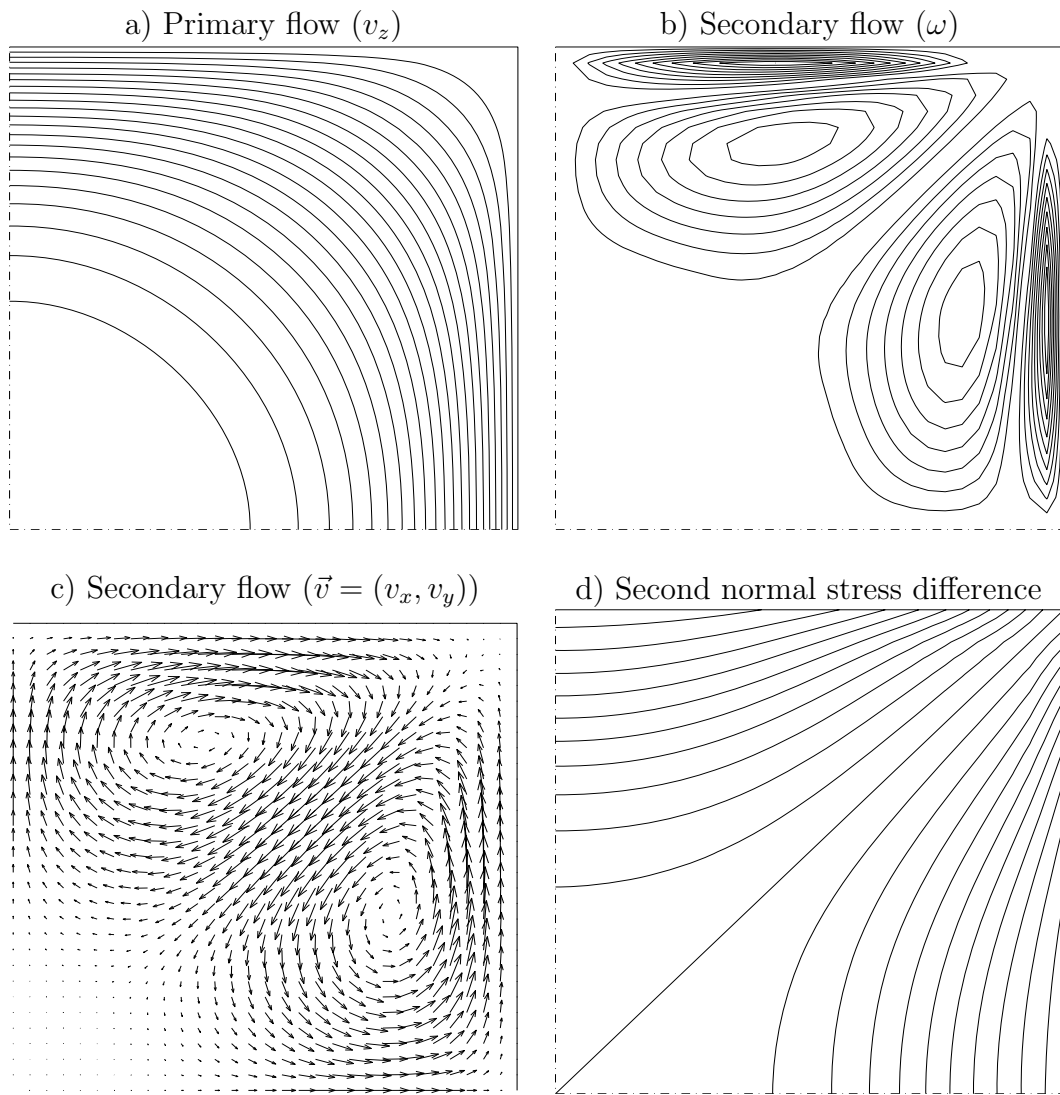 a) Primary flow (v_z)
b) Secondary flow (ω)
c) Secondary flow (v⃗ = (v_x, v_y))
d) Second normal stress difference